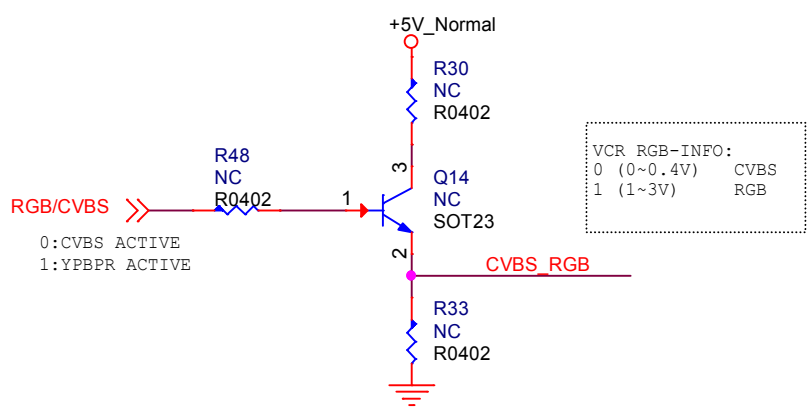 +5V_Normal
R30
NC
R0402
3
R48
NC
R0402
RGB/CVBS
1
Q14
NC
SOT23
0:CVBS ACTIVE
1:YPBPR ACTIVE
2
CVBS_RGB
R33
NC
R0402
VCR RGB-INFO:
0 (0~0.4V) CVBS
1 (1~3V) RGB